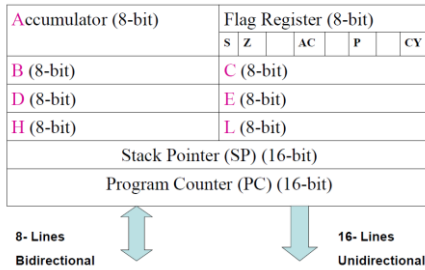 Accumulator (8-bit) Flag Register (8-bit)
S Z AC P CY
B (8-bit) C (8-bit)
D (8-bit) E (8-bit)
H (8-bit) L (8-bit)
Stack Pointer (SP) (16-bit)
Program Counter (PC) (16-bit)
8- Lines 16- Lines
Bidirectional Unidirectional